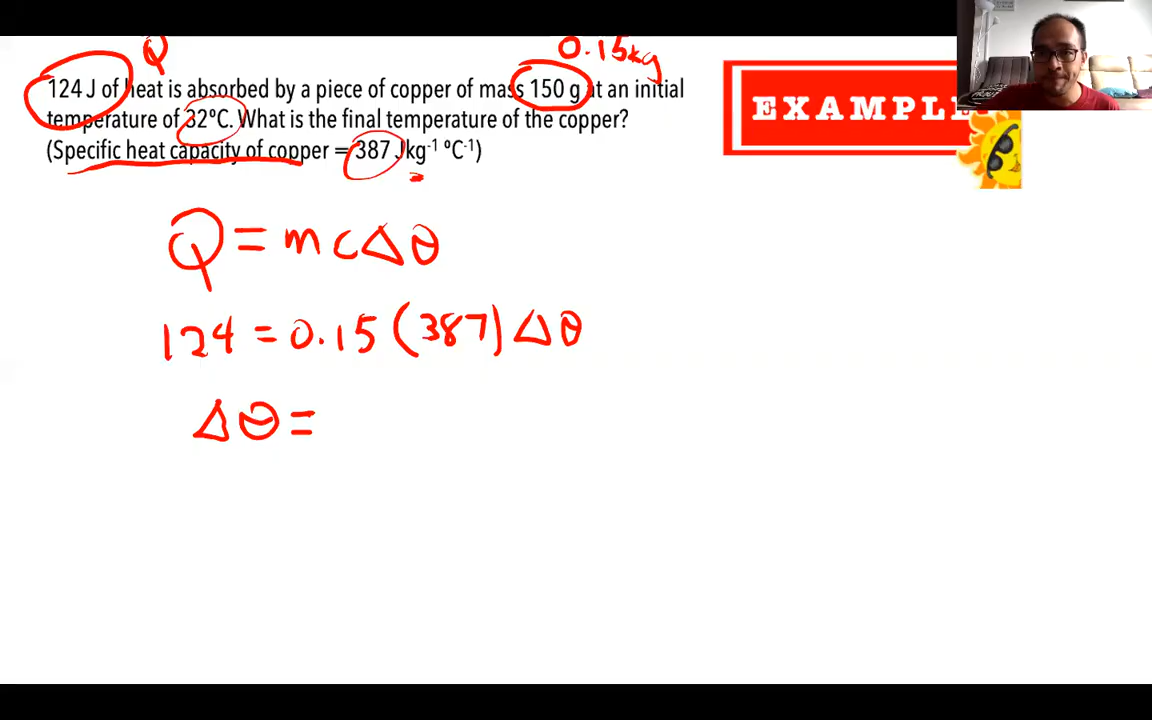 Q
0.15kg
124 J of heat is absorbed by a piece of copper of mass 150 g at an initial
temperature of 32°C. What is the final temperature of the copper?
(Specific heat capacity of copper = 387 Jkg-1 °C-1)
EXAMPLE
Q = mcΔθ
124 = 0.15(387)Δθ
Δθ =